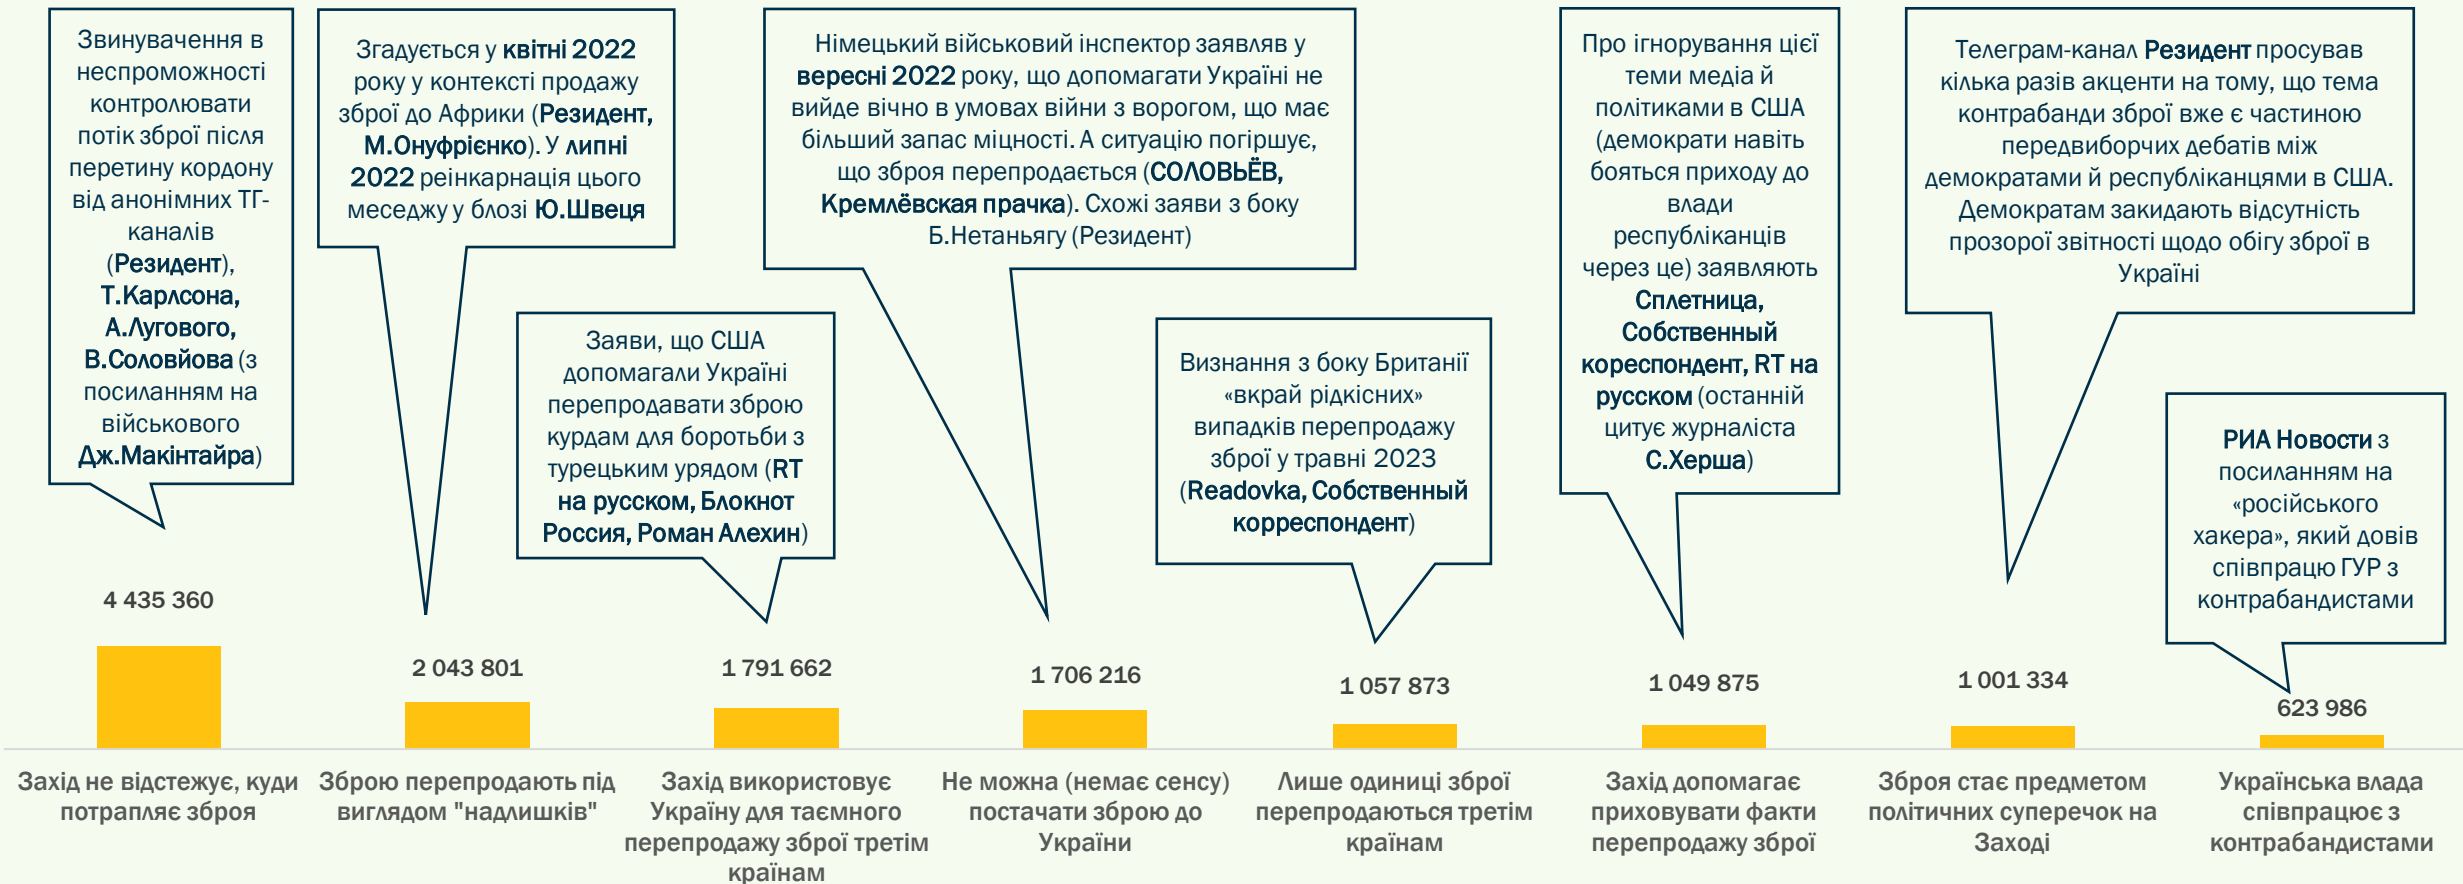 Звинувачення в
неспроможності
контролювати
потік зброї після
перетину кордону
від анонімних ТГ-
каналів
(Резидент),
Т.Карлсона,
А.Лугового,
В.Соловйова (з
посиланням на
військового
Дж.Макінтайра)
Згадується у квітні 2022
року у контексті продажу
зброї до Африки (Резидент,
М.Онуфрієнко). У липні
2022 реінкарнація цього
меседжу у блозі Ю.Швеця
Заяви, що США
допомагали Україні
перепродавати зброю
курдам для боротьби з
турецьким урядом (RT
на русском, Блокнот
Россия, Роман Алехин)
Німецький військовий інспектор заявляв у
вересні 2022 року, що допомагати Україні не
вийде вічно в умовах війни з ворогом, що має
більший запас міцності. А ситуацію погіршує,
що зброя перепродається (СОЛОВЬЁВ,
Кремлёвская прачка). Схожі заяви з боку
Б.Нетаньягу (Резидент)
Визнання з боку Британії
«вкрай рідкісних»
випадків перепродажу
зброї у травні 2023
(Readovka, Собственный
корреспондент)
Про ігнорування цієї
теми медіа й
політиками в США
(демократи навіть
бояться приходу до
влади
республіканців
через це) заявляють
Сплетница,
Собственный
кореспондент, RT на
русском (останній
цитує журналіста
С.Херша)
Телеграм-канал Резидент просував
кілька разів акценти на тому, що тема
контрабанди зброї вже є частиною
передвиборчих дебатів між
демократами й республіканцями в США.
Демократам закидають відсутність
прозорої звітності щодо обігу зброї в
Україні
РИА Новости з
посиланням на
«російського
хакера», який довів
співпрацю ГУР з
контрабандистами
4 435 360
2 043 801
1 791 662
1 706 216
1 057 873
1 049 875
1 001 334
623 986
Захід не відстежує, куди
потрапляє зброя
Зброю перепродають під
виглядом "надлишків"
Захід використовує
Україну для таємного
перепродажу зброї третім
країнам
Не можна (немає сенсу)
постачати зброю до
України
Лише одиниці зброї
перепродаються третім
країнам
Захід допомагає
приховувати факти
перепродажу зброї
Зброя стає предметом
політичних суперечок на
Заході
Українська влада
співпрацює з
контрабандистами